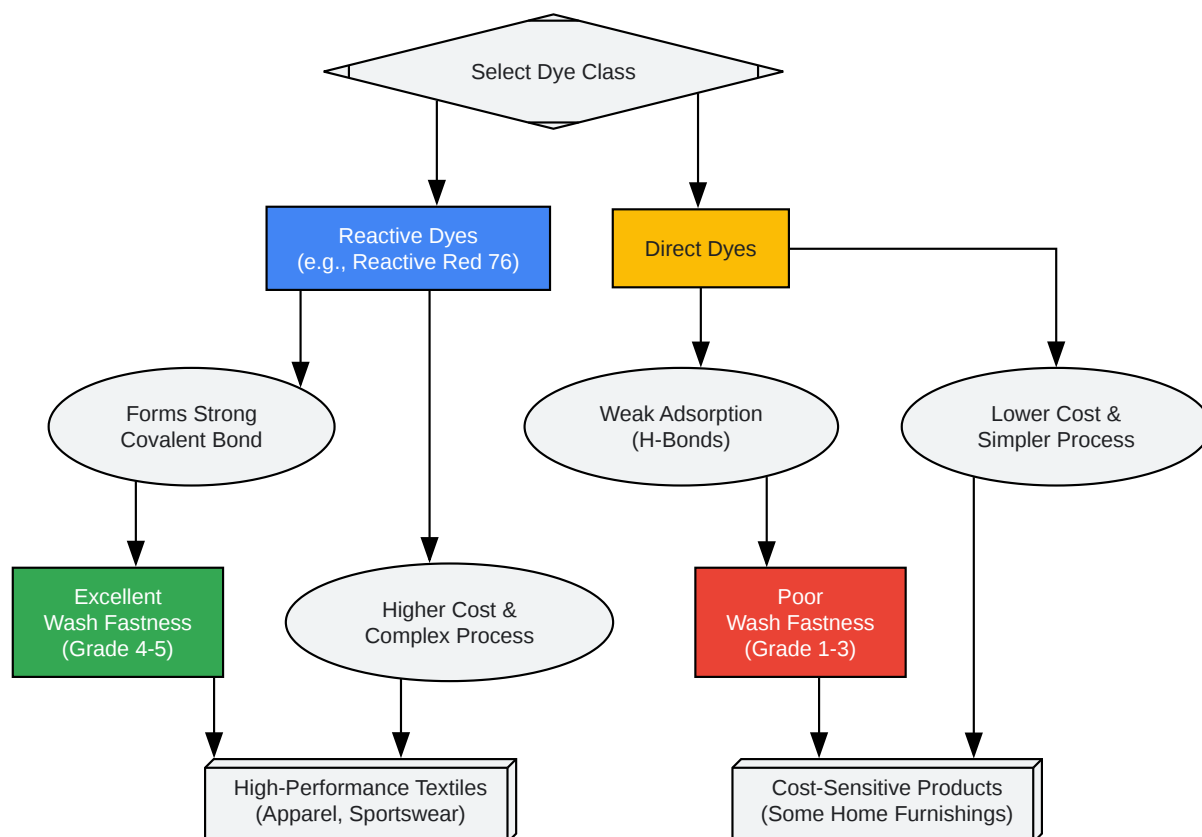 Select Dye Class
Reactive Dyes
(e.g., Reactive Red 76)
Direct Dyes
Forms Strong
Covalent Bond
Weak Adsorption
(H-Bonds)
Lower Cost &
Simpler Process
Excellent
Wash Fastness
(Grade 4-5)
Higher Cost &
Complex Process
Poor
Wash Fastness
(Grade 1-3)
High-Performance Textiles
(Apparel, Sportswear)
Cost-Sensitive Products
(Some Home Furnishings)